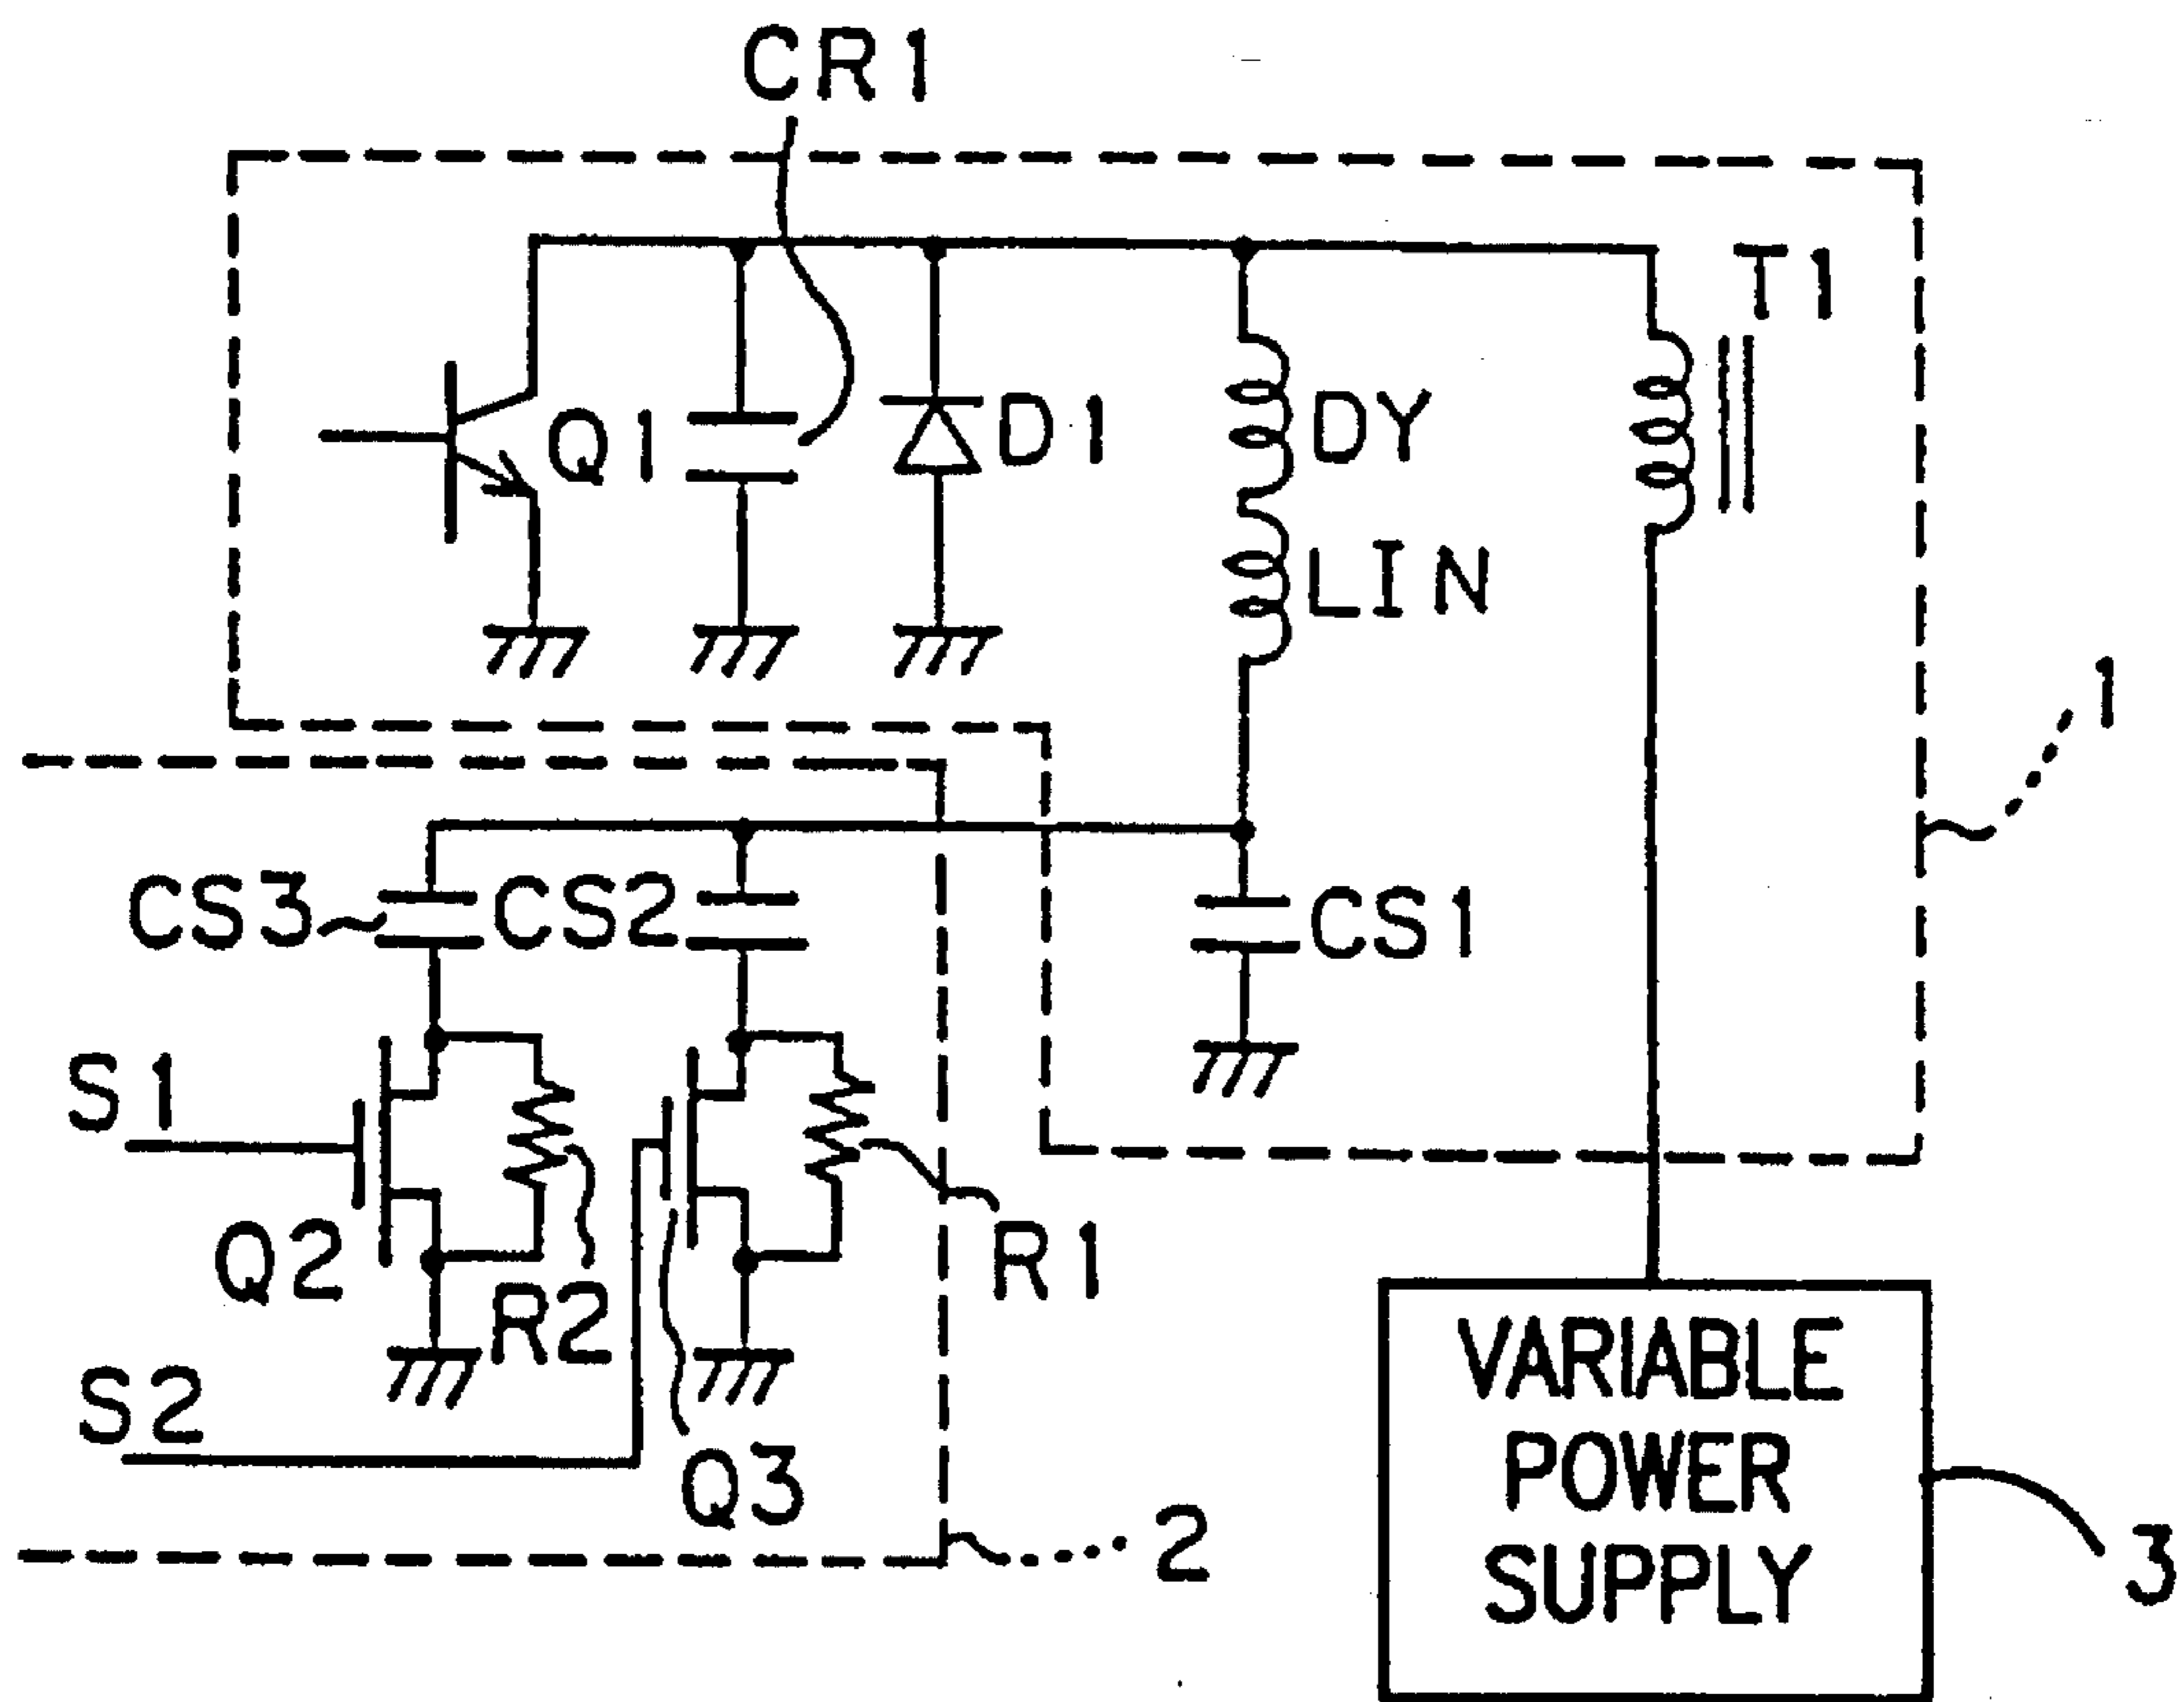 CR1
T1
Q1
D1
DY
LIN
1
CS3
CS2
CS1
S1
Q2
R2
R1
S2
Q3
2
VARIABLE
POWER
SUPPLY
3